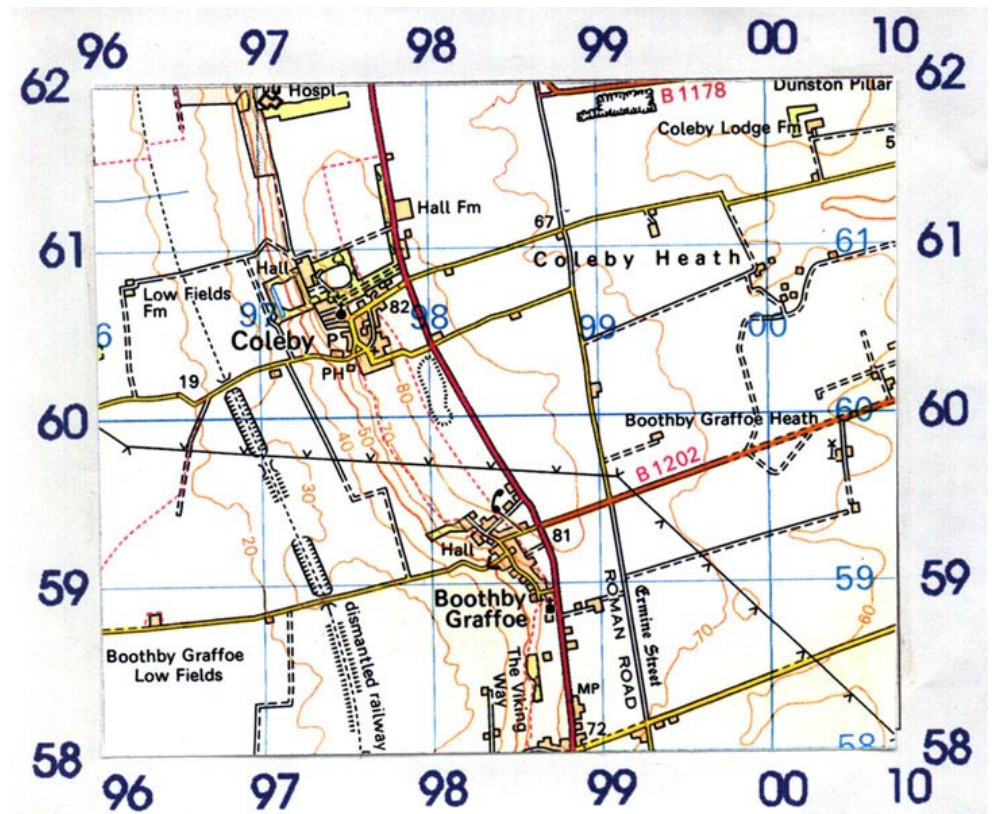 96 97 98 99 00 10
62 62
Hospl
B 1178
Dunston Pillar
Coleby Lodge Fm
5
Hall Fm
67
61 61
61
Coleby Heath
Hall
Low Fields
Fm
82
97 98 99 00
6
Coleby
P
PH
19
80
60 60
60
Boothby Graffoe Heath
70
50
40
B 1202
30
20
81
Hall
59 59
59
Boothby
Graffoe
ROMAN ROAD
Ermine Street
70
60
dismantled railway
Boothby Graffoe
Low Fields
The Viking
Way
MP
72
58 58
58
96 97 98 99 00 10